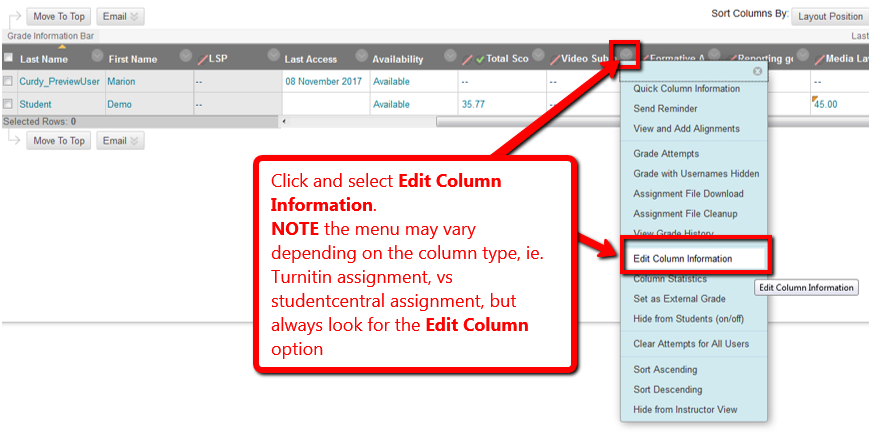 Move To Top Email Sort Columns By: Layout Position
Grade Information Bar Last
Last Name First Name LSP Last Access Availability Total Sco Video Sub Formative A Reporting go Media La
Curdy_PreviewUser Marion -- 08 November 2017 Available -- -- --
Student Demo -- Available 35.77 -- 45.00
Selected Rows: 0
Move To Top Email
Quick Column Information
Send Reminder
View and Add Alignments
Grade Attempts
Grade with Usernames Hidden
Assignment File Download
Assignment File Cleanup
View Grade History
Edit Column Information
Column Statistics
Edit Column Information
Set as External Grade
Hide from Students (on/off)
Clear Attempts for All Users
Sort Ascending
Sort Descending
Hide from Instructor View
Click and select Edit Column
Information.
NOTE the menu may vary
depending on the column type, ie.
Turnitin assignment, vs
studentcentral assignment, but
always look for the Edit Column
option